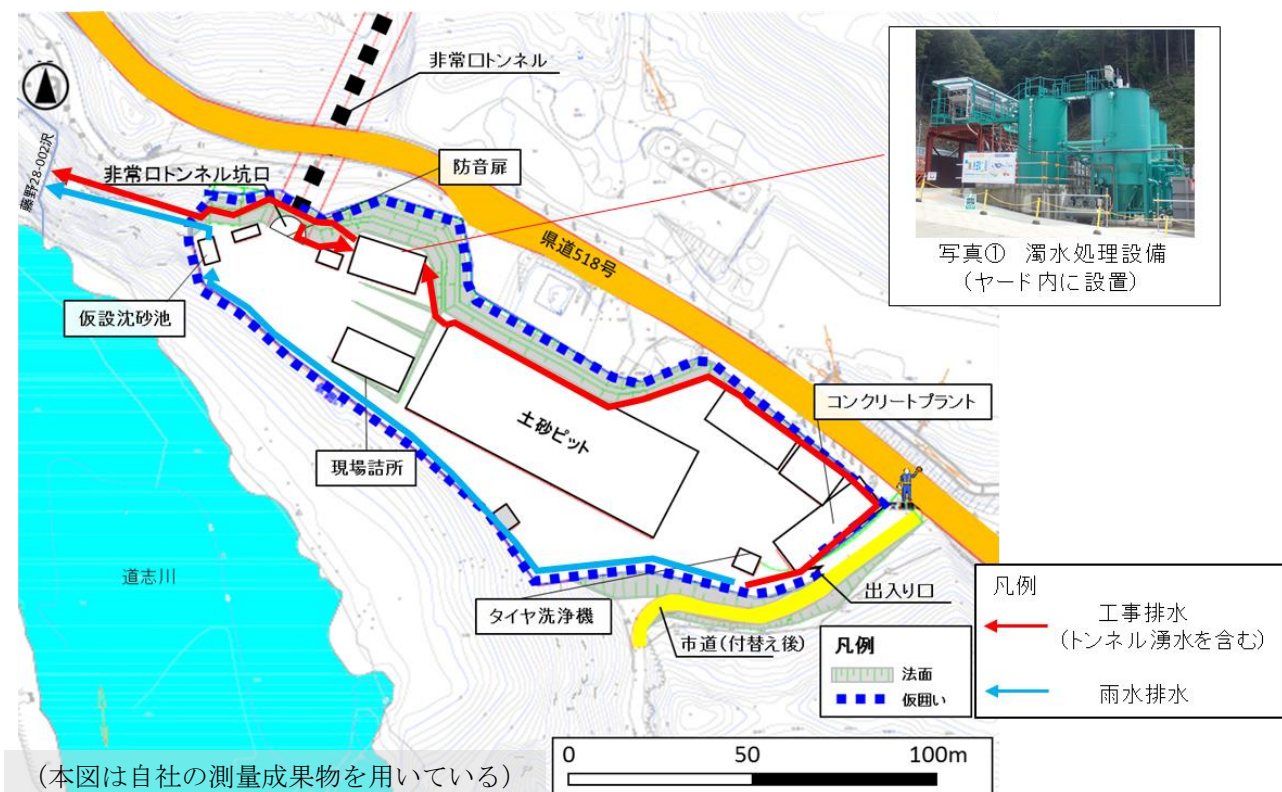 非常口トンネル
藤野28-002沢
非常口トンネル坑口
防音扉
県道518号
写真① 濁水処理設備
(ヤード内に設置)
仮設沈砂池
コンクリートプラント
土砂ピット
現場詰所
道志川
タイヤ洗浄機
出入り口
市道(付替え後)
凡例
法面
仮囲い
凡例
工事排水
(トンネル湧水を含む)
雨水排水
0 50 100m
(本図は自社の測量成果物を用いている)